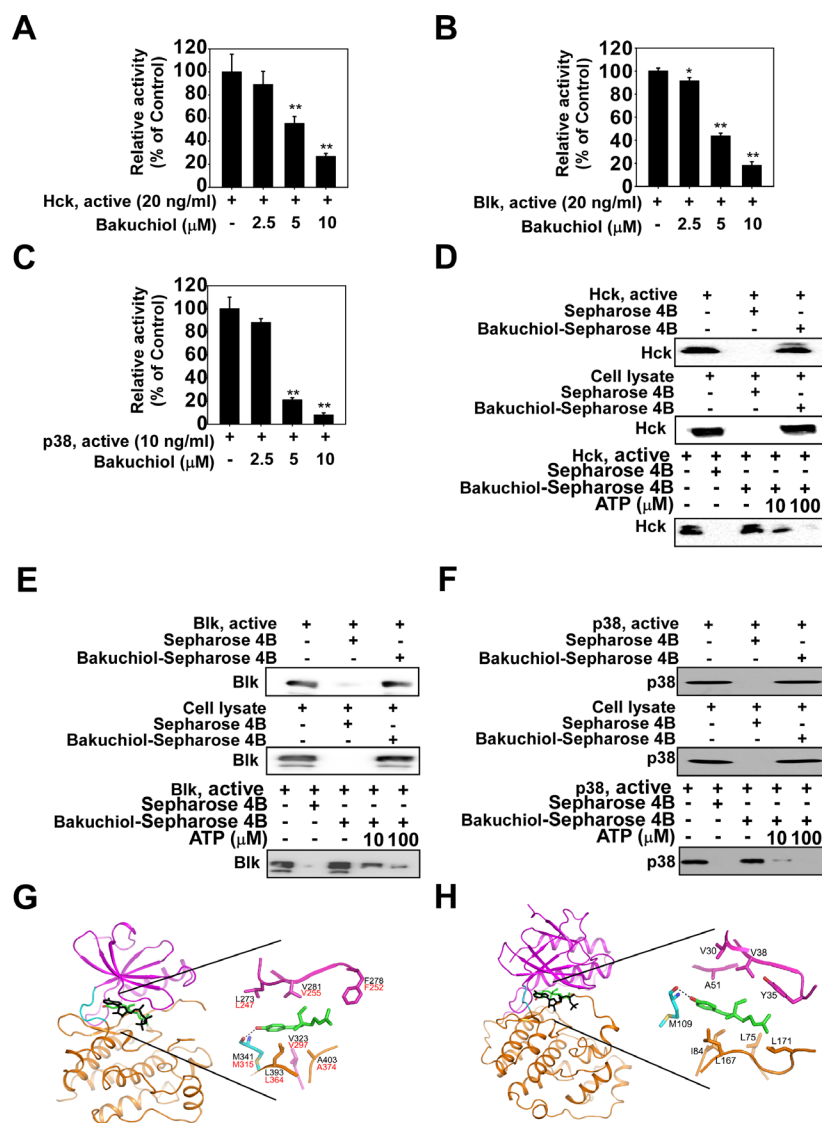 A
Relative activity
(% of Control)
120
100
80
60
40
20
0
**
**
Hck, active (20 ng/ml) + + + +
Bakuchiol (μM) - 2.5 5 10
B
Relative activity
(% of Control)
120
100
80
60
40
20
0
*
**
**
Blk, active (20 ng/ml) + + + +
Bakuchiol (μM) - 2.5 5 10
C
Relative activity
(% of Control)
120
100
80
60
40
20
0
**
**
p38, active (10 ng/ml) + + + +
Bakuchiol (μM) - 2.5 5 10
D
Hck, active + + +
Sepharose 4B - + -
Bakuchiol-Sepharose 4B - - +
Hck
Cell lysate + + +
Sepharose 4B - + -
Bakuchiol-Sepharose 4B - - +
Hck
Hck, active + + + + +
Sepharose 4B - + - - -
Bakuchiol-Sepharose 4B - - + + +
ATP (μM) - - - 10 100
Hck
E
Blk, active + + +
Sepharose 4B - + -
Bakuchiol-Sepharose 4B - - +
Blk
Cell lysate + + +
Sepharose 4B - + -
Bakuchiol-Sepharose 4B - - +
Blk
Blk, active + + + + +
Sepharose 4B - + - - -
Bakuchiol-Sepharose 4B - - + + +
ATP (μM) - - - 10 100
Blk
F
p38, active + + +
Sepharose 4B - + -
Bakuchiol-Sepharose 4B - - +
p38
Cell lysate + + +
Sepharose 4B - + -
Bakuchiol-Sepharose 4B - - +
p38
p38, active + + + + +
Sepharose 4B - + - - -
Bakuchiol-Sepharose 4B - - + + +
ATP (μM) - - - 10 100
p38
G
F278
F252
V281
V255
L273
L247
V323
V297
M341
M315
L393
L364
A403
A374
H
V30
V38
A51
Y35
M109
L75
L171
I84
L167